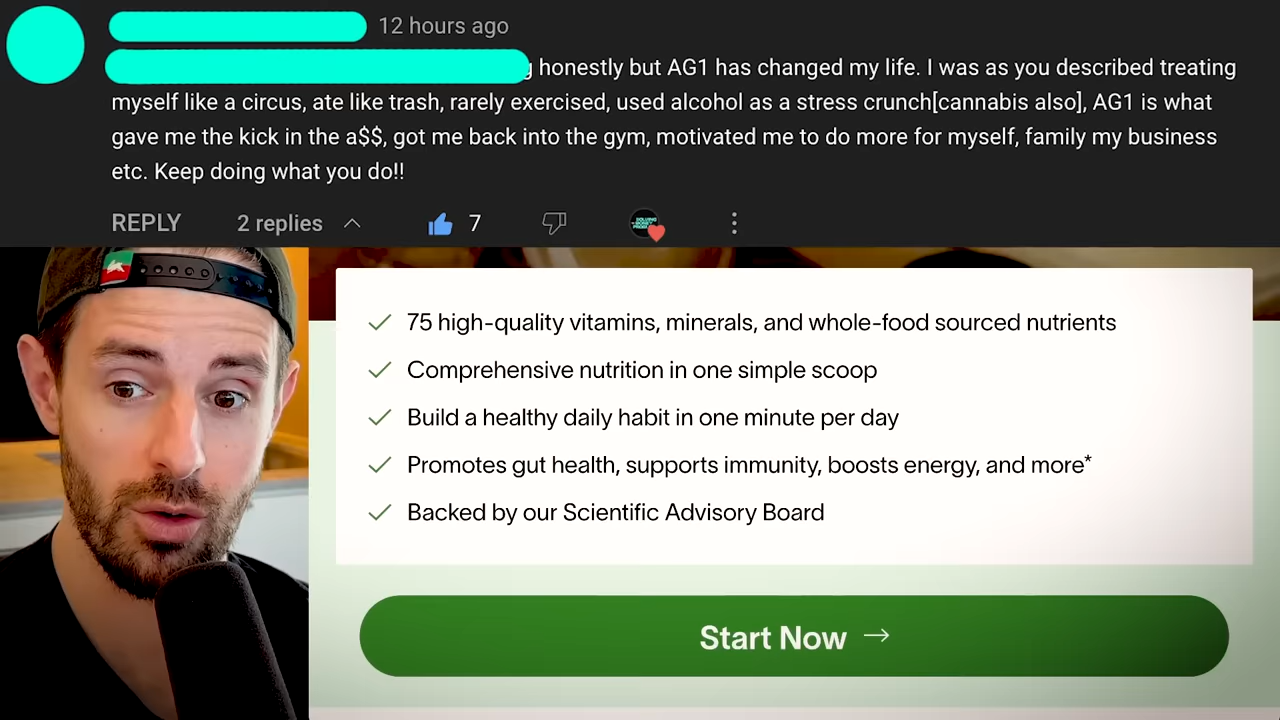 12 hours ago
honestly but AG1 has changed my life. I was as you described treating
myself like a circus, ate like trash, rarely exercised, used alcohol as a stress crunch[cannabis also], AG1 is what
gave me the kick in the a$$, got me back into the gym, motivated me to do more for myself, family my business
etc. Keep doing what you do!!
REPLY 2 replies 7
75 high-quality vitamins, minerals, and whole-food sourced nutrients
Comprehensive nutrition in one simple scoop
Build a healthy daily habit in one minute per day
Promotes gut health, supports immunity, boosts energy, and more*
Backed by our Scientific Advisory Board
Start Now →